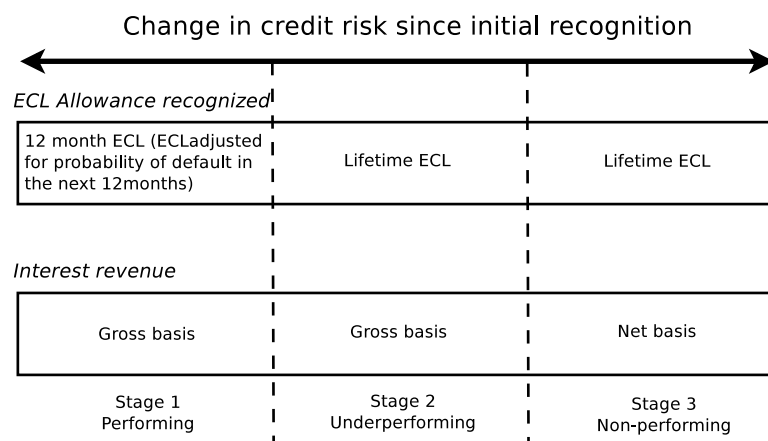 Change in credit risk since initial recognition
ECL Allowance recognized
12 month ECL (ECLadjusted
for probability of default in
the next 12months)
Lifetime ECL
Lifetime ECL
Interest revenue
Gross basis
Gross basis
Net basis
Stage 1
Performing
Stage 2
Underperforming
Stage 3
Non-performing